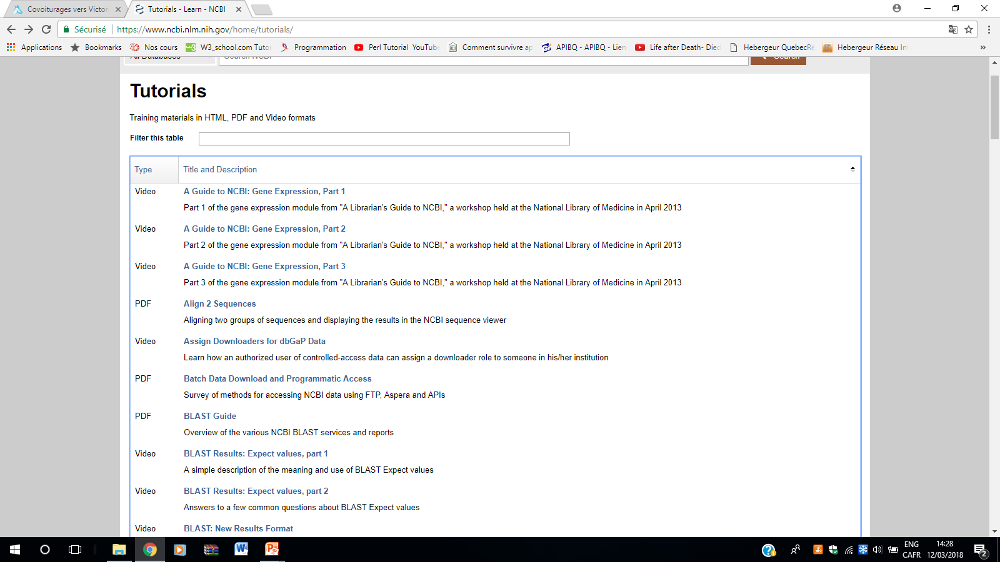 Covoiturages vers Victori
Tutorials - Learn - NCBI
Sécurisé https://www.ncbi.nlm.nih.gov/home/tutorials/
Applications Bookmarks Nos cours W3_school.com Tutor Programmation Perl Tutorial YouTube Comment survivre ap APIBQ - APIBQ - Lien Life after Death- Died Hebergeur QuebecRé Hebergeur Réseau Int »
All Databases Search NCBI Search
Tutorials
Training materials in HTML, PDF and Video formats
Filter this table
Type Title and Description
Video A Guide to NCBI: Gene Expression, Part 1
Part 1 of the gene expression module from "A Librarian's Guide to NCBI," a workshop held at the National Library of Medicine in April 2013
Video A Guide to NCBI: Gene Expression, Part 2
Part 2 of the gene expression module from "A Librarian's Guide to NCBI," a workshop held at the National Library of Medicine in April 2013
Video A Guide to NCBI: Gene Expression, Part 3
Part 3 of the gene expression module from "A Librarian's Guide to NCBI," a workshop held at the National Library of Medicine in April 2013
PDF Align 2 Sequences
Aligning two groups of sequences and displaying the results in the NCBI sequence viewer
Video Assign Downloaders for dbGaP Data
Learn how an authorized user of controlled-access data can assign a downloader role to someone in his/her institution
PDF Batch Data Download and Programmatic Access
Survey of methods for accessing NCBI data using FTP, Aspera and APIs
PDF BLAST Guide
Overview of the various NCBI BLAST services and reports
Video BLAST Results: Expect values, part 1
A simple description of the meaning and use of BLAST Expect values
Video BLAST Results: Expect values, part 2
Answers to a few common questions about BLAST Expect values
Video BLAST: New Results Format
ENG 14:28
CAFR 12/03/2018 2